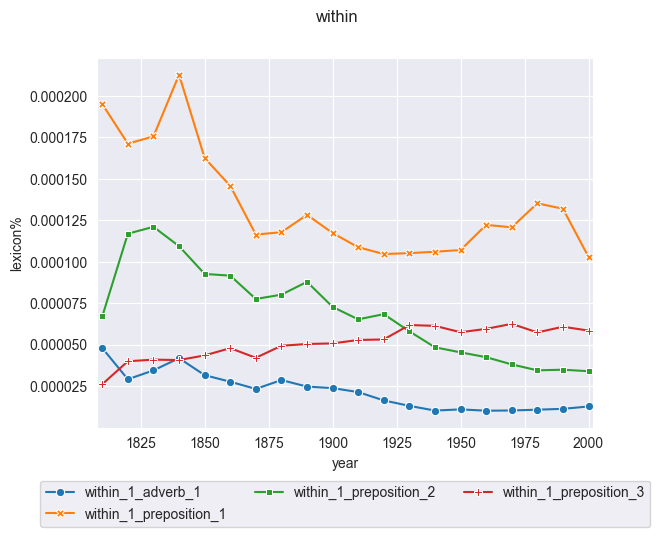 within
0.000200
0.000175
0.000150
0.000125
0.000100
0.000075
0.000050
0.000025
lexicon%
1825 1850 1875 1900 1925 1950 1975 2000
year
within_1_adverb_1 within_1_preposition_2 within_1_preposition_3
within_1_preposition_1